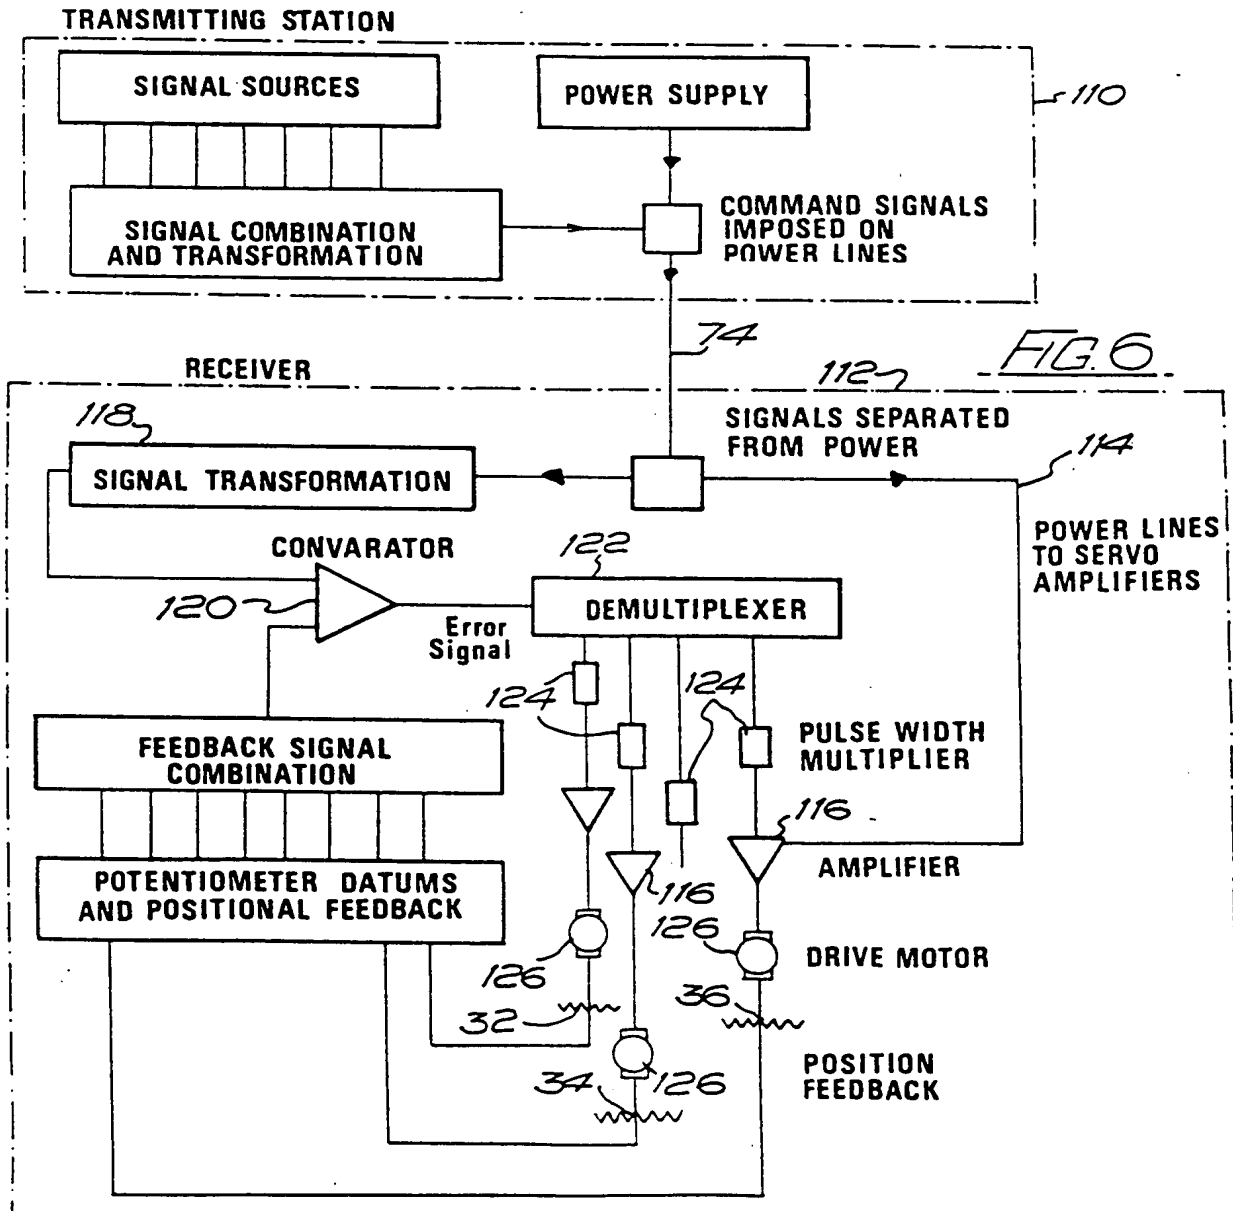 TRANSMITTING STATION
SIGNAL SOURCES
POWER SUPPLY
110
SIGNAL COMBINATION
AND TRANSFORMATION
COMMAND SIGNALS
IMPOSED ON
POWER LINES
74
FIG. 6
RECEIVER
112
118
SIGNALS SEPARATED
FROM POWER
114
SIGNAL TRANSFORMATION
POWER LINES
TO SERVO
AMPLIFIERS
CONVARATOR
122
120
DEMULTIPLEXER
Error
Signal
124
124
FEEDBACK SIGNAL
COMBINATION
PULSE WIDTH
MULTIPLIER
116
POTENTIOMETER DATUMS
AND POSITIONAL FEEDBACK
116
AMPLIFIER
126
126
DRIVE MOTOR
32
36
34
126
POSITION
FEEDBACK